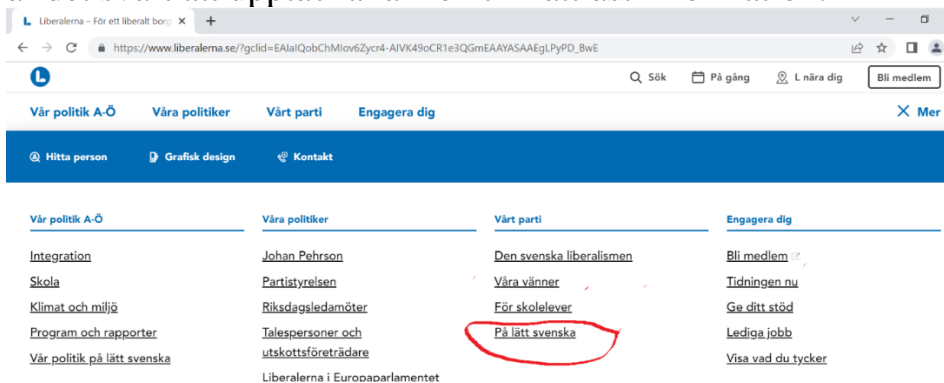 Liberalerna – För ett liberalt borg
https://www.liberalerna.se/?gclid=EAIaIQobChMIov6Zycr4-AIVK49oCR1e3QGmEAAYASAAEgLPyPD_BwE
L
Sök
På gång
L nära dig
Bli medlem
Vår politik A-Ö
Våra politiker
Vårt parti
Engagera dig
Mer
Hitta person
Grafisk design
Kontakt
Vår politik A-Ö
Integration
Skola
Klimat och miljö
Program och rapporter
Vår politik på lätt svenska
Våra politiker
Johan Pehrson
Partistyrelsen
Riksdagsledamöter
Talespersoner och
utskottsföreträdare
Liberalerna i Europaparlamentet
Vårt parti
Den svenska liberalismen
Våra vänner
För skolelever
På lätt svenska
Engagera dig
Bli medlem
Tidningen nu
Ge ditt stöd
Lediga jobb
Visa vad du tycker